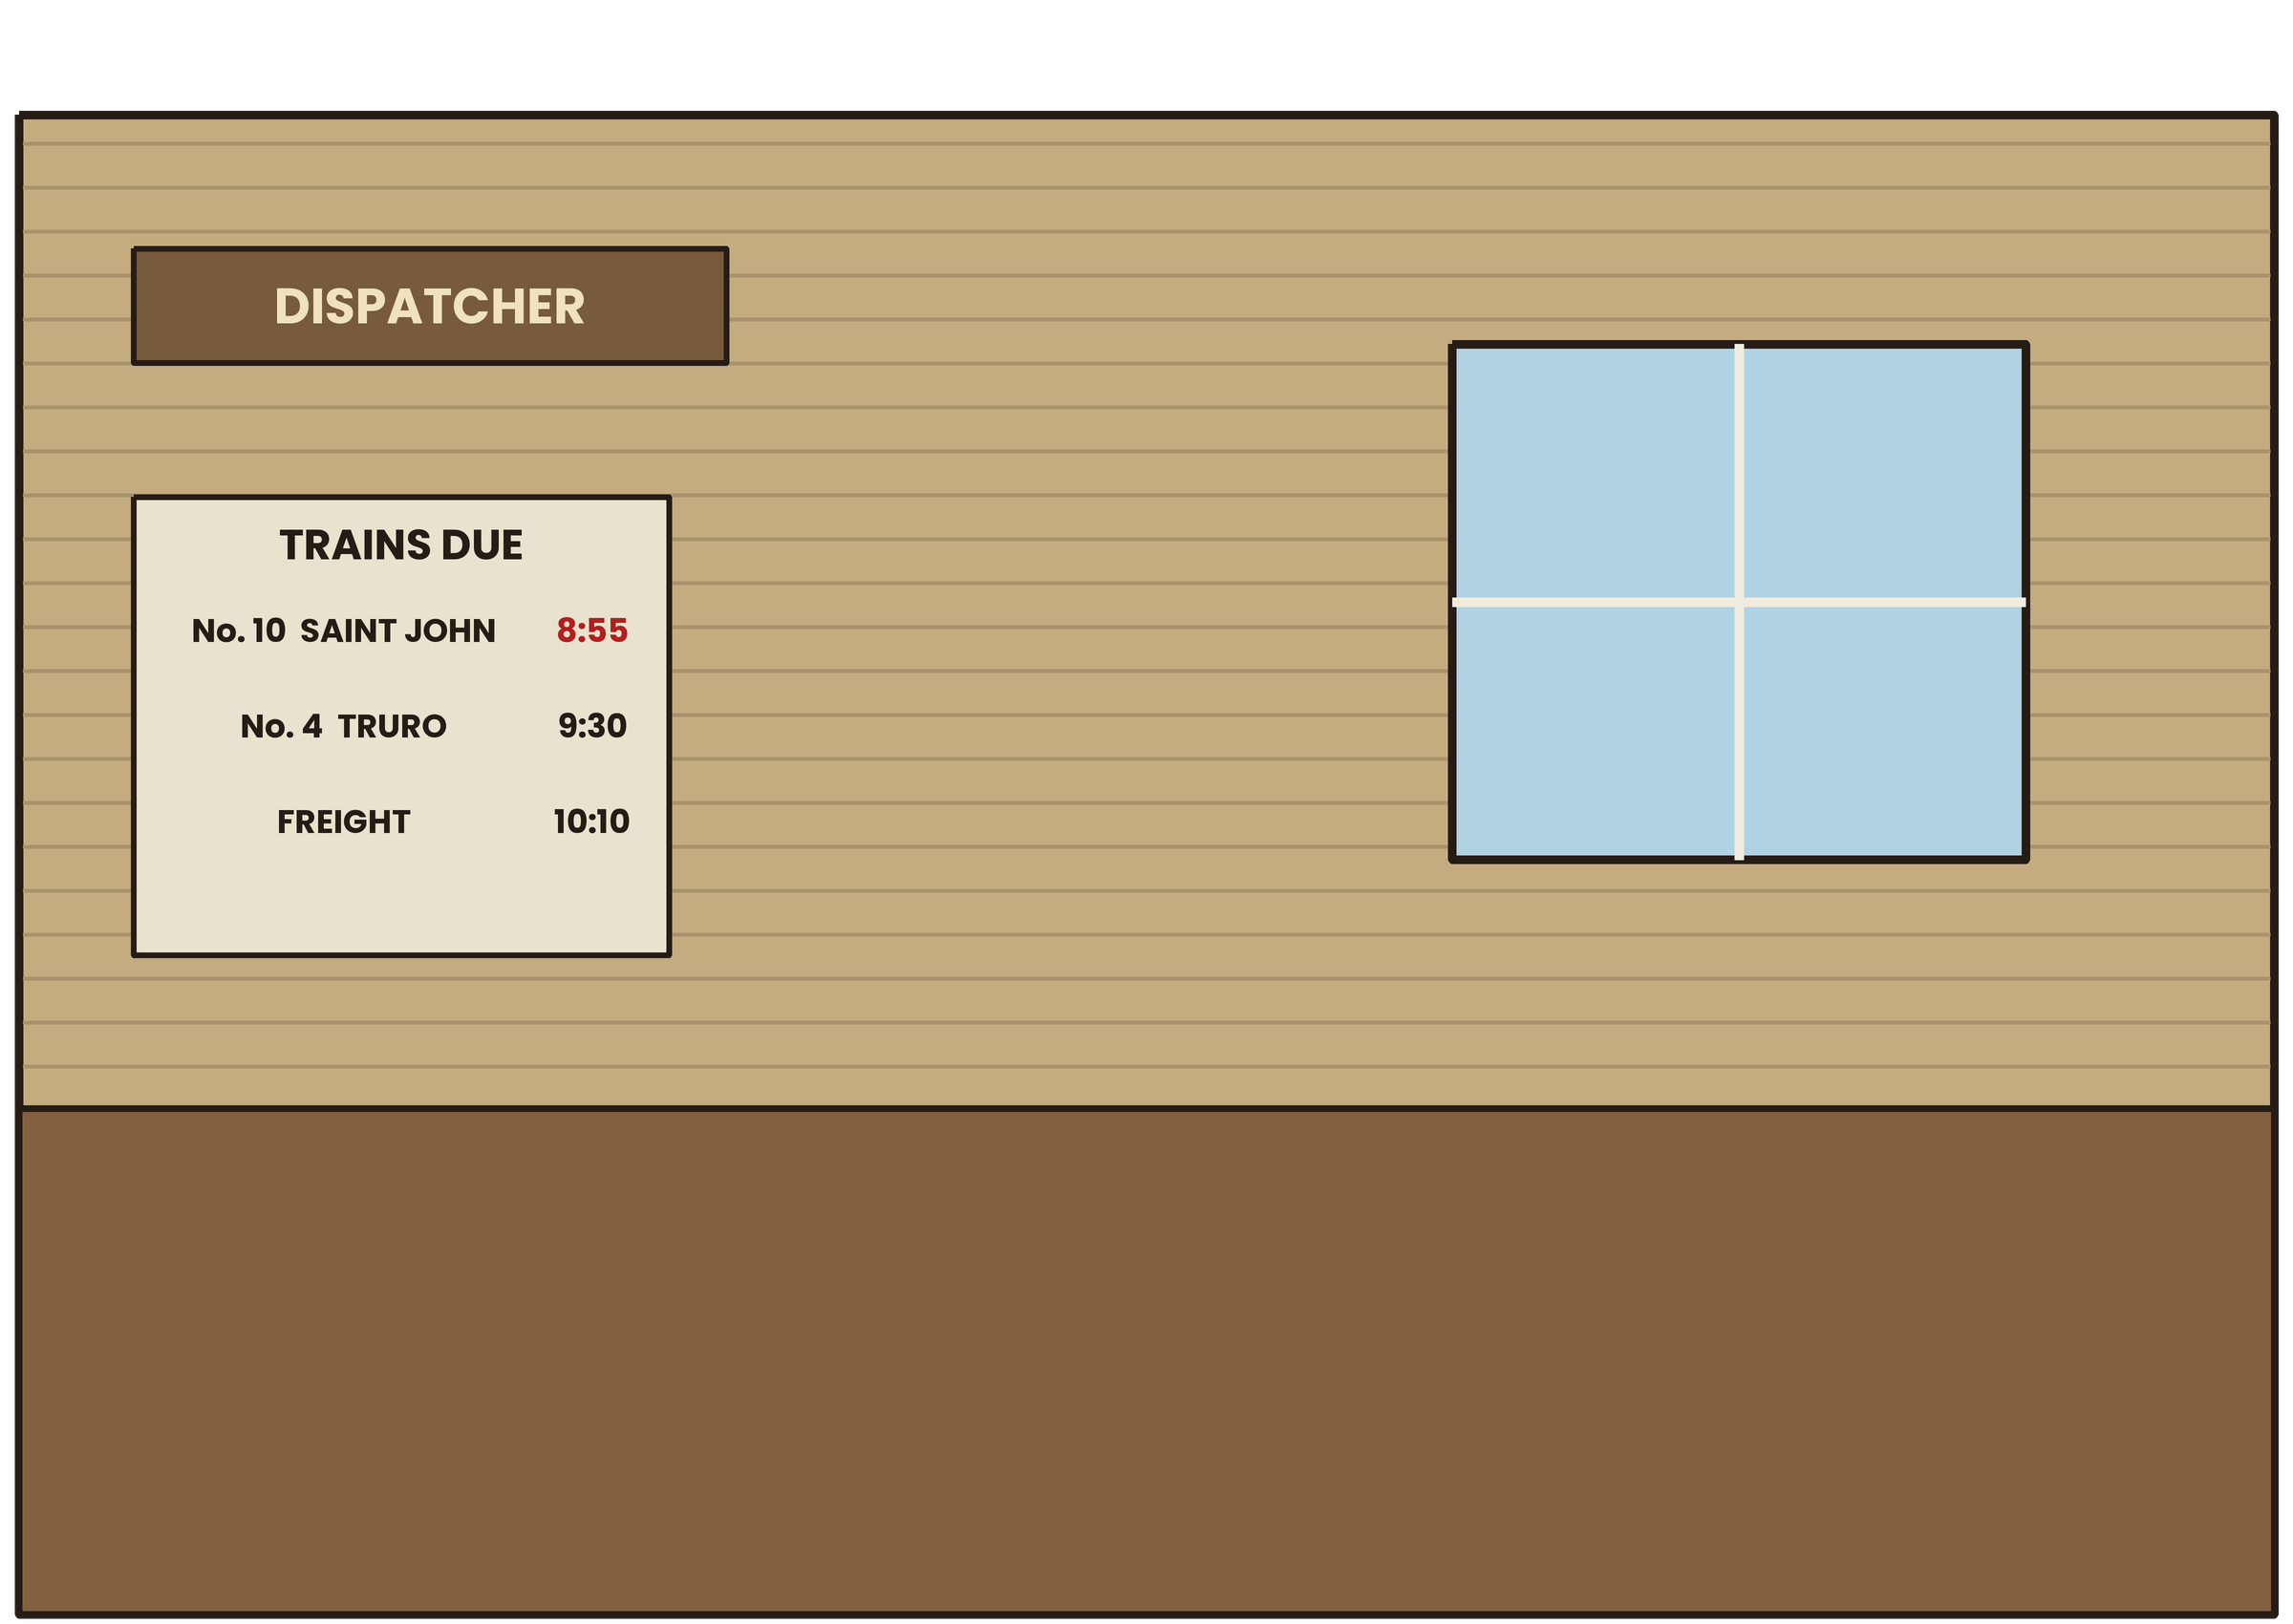 DISPATCHER
TRAINS DUE
No. 10 SAINT JOHN 8:55
No. 4 TRURO 9:30
FREIGHT 10:10